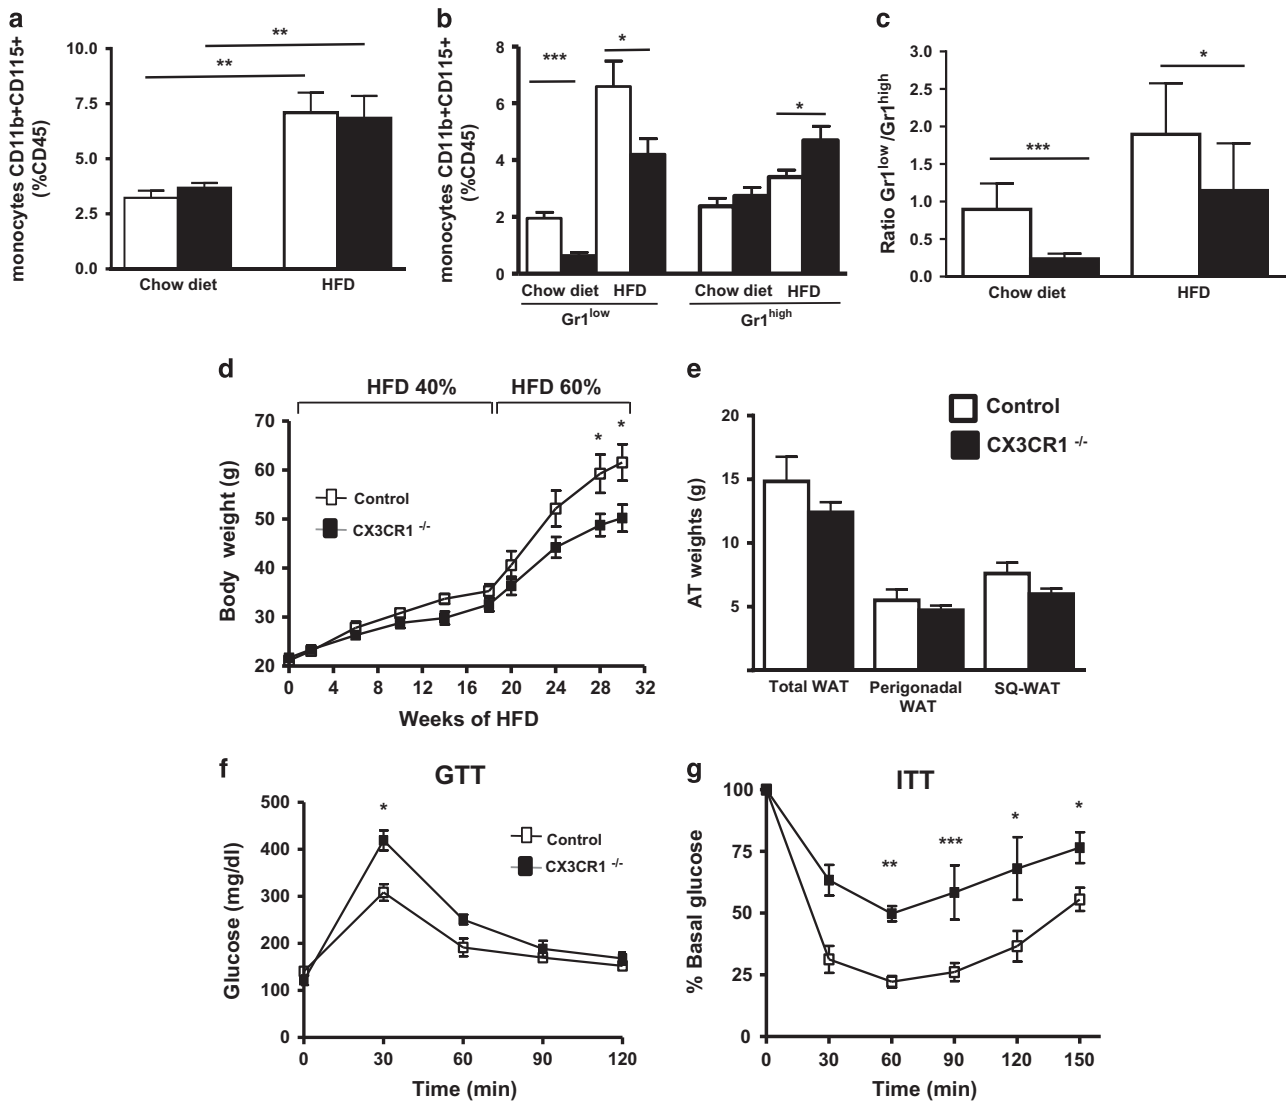 a
monocytes CD11b+CD115+
(%CD45)
10.0
7.5
5.0
2.5
0.0
**
**
Chow diet
HFD
b
monocytes CD11b+CD115+
(%CD45)
8
6
4
2
0
***
*
*
Chow diet HFD
Chow diet HFD
Gr1low
Gr1high
c
Ratio Gr1low/Gr1high
3.0
2.5
2.0
1.5
1.0
0.5
0.0
***
*
Chow diet
HFD
d
HFD 40%
HFD 60%
Body weight (g)
70
60
50
40
30
20
* *
Control
CX3CR1 -/-
0 4 8 12 16 20 24 28 32
Weeks of HFD
e
AT weights (g)
20
15
10
5
Control
CX3CR1 -/-
Total WAT
Perigonadal
WAT
SQ-WAT
f
GTT
Glucose (mg/dl)
500
400
300
200
100
0
*
Control
CX3CR1 -/-
0 30 60 90 120
Time (min)
g
ITT
% Basal glucose
100
75
50
25
0
**
***
*
*
0 30 60 90 120 150
Time (min)